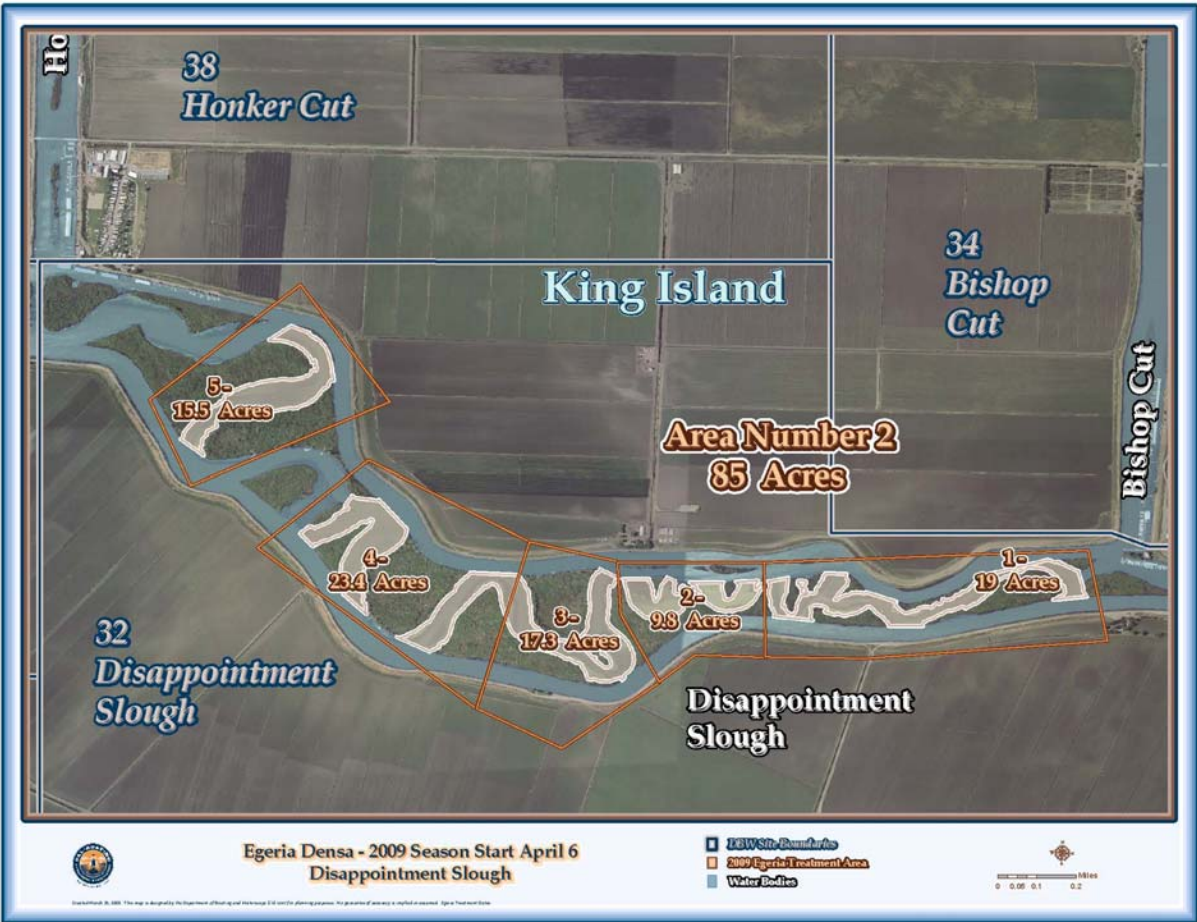 Ho
38
Honker Cut
King Island
34
Bishop
Cut
Bishop Cut
5-
15.5 Acres
Area Number 2
85 Acres
4-
23.4 Acres
3-
17.3 Acres
2-
9.8 Acres
1-
19 Acres
32
Disappointment
Slough
Disappointment
Slough
Egeria Densa - 2009 Season Start April 6
Disappointment Slough
DBW Site Boundaries
2009 Egeria Treatment Area
Water Bodies
Miles
0 0.05 0.1 0.2